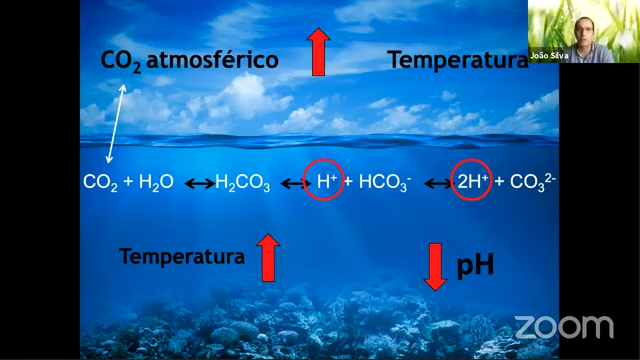 CO₂ atmosférico
Temperatura
João Silva
CO₂ + H₂O ↔ H₂CO₃ ↔ H⁺ + HCO₃⁻ ↔ 2H⁺ + CO₃²⁻
Temperatura
pH
zoom